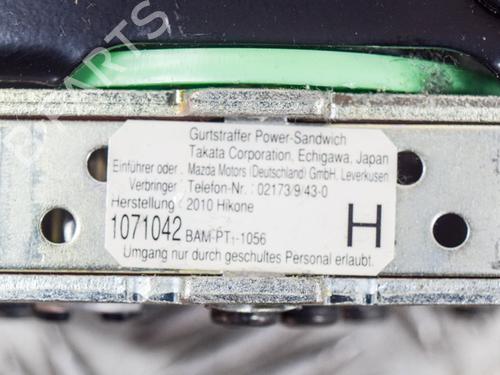 Gurtstraffer Power-Sandwich
Takata Corporation, Echigawa, Japan
Einführer oder : Mazda Motors (Deutschland) GmbH, Leverkusen
Verbringer Telefon-Nr. : 02173/9 43-0
Herstellung : 2010 Hikone
1071042 BAM-PT1-1056
H
Umgang nur durch geschultes Personal erlaubt.